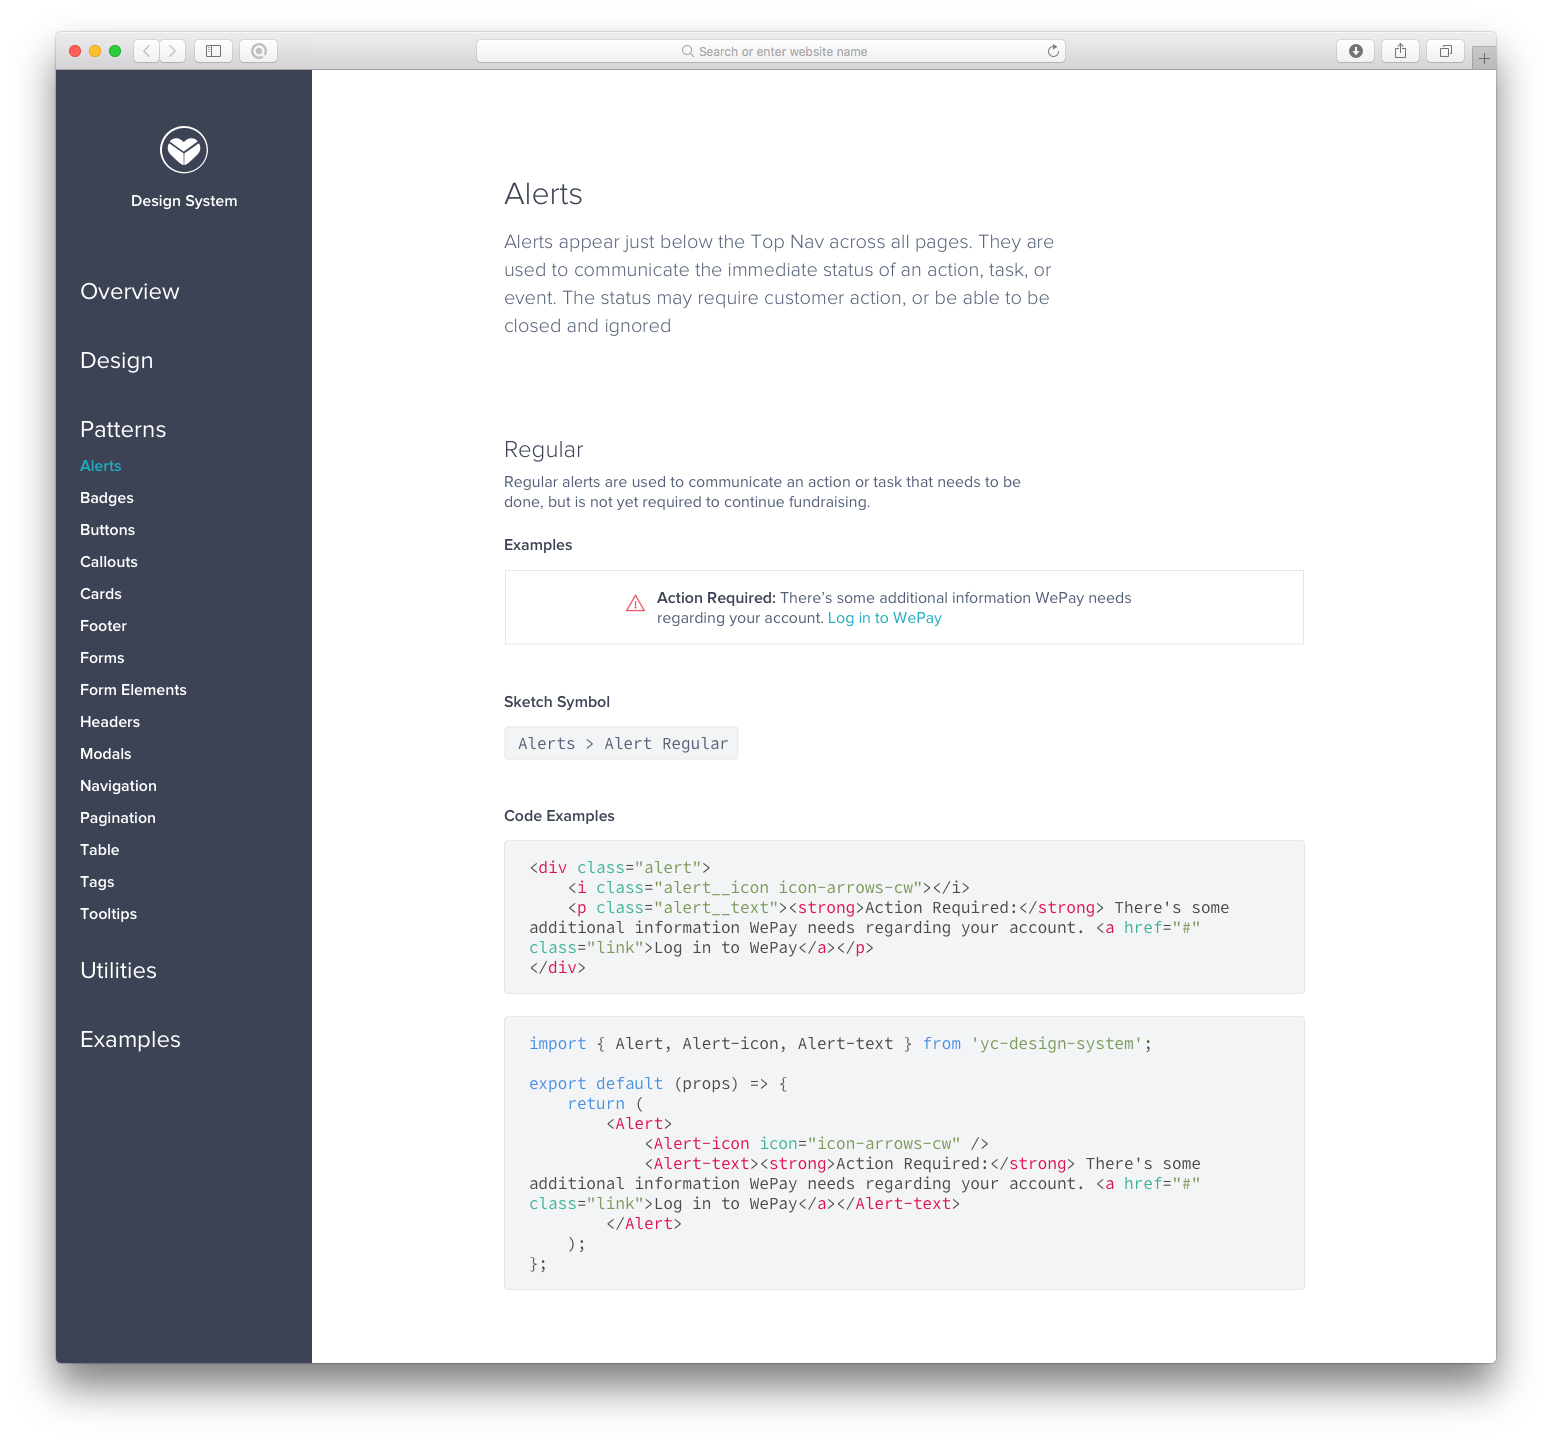 Search or enter website name
Design System
Overview
Design
Patterns
Alerts
Badges
Buttons
Callouts
Cards
Footer
Forms
Form Elements
Headers
Modals
Navigation
Pagination
Table
Tags
Tooltips
Utilities
Examples
Alerts
Alerts appear just below the Top Nav across all pages. They are
used to communicate the immediate status of an action, task, or
event. The status may require customer action, or be able to be
closed and ignored
Regular
Regular alerts are used to communicate an action or task that needs to be
done, but is not yet required to continue fundraising.
Examples
Action Required: There’s some additional information WePay needs
regarding your account. Log in to WePay
Sketch Symbol
Alerts > Alert Regular
Code Examples
<div class="alert">
    <i class="alert__icon icon-arrows-cw"></i>
    <p class="alert__text"><strong>Action Required:</strong> There's some
additional information WePay needs regarding your account. <a href="#"
class="link">Log in to WePay</a></p>
</div>
import { Alert, Alert-icon, Alert-text } from 'yc-design-system';
export default (props) => {
    return (
        <Alert>
            <Alert-icon icon="icon-arrows-cw" />
            <Alert-text><strong>Action Required:</strong> There's some
additional information WePay needs regarding your account. <a href="#"
class="link">Log in to WePay</a></Alert-text>
        </Alert>
    );
};